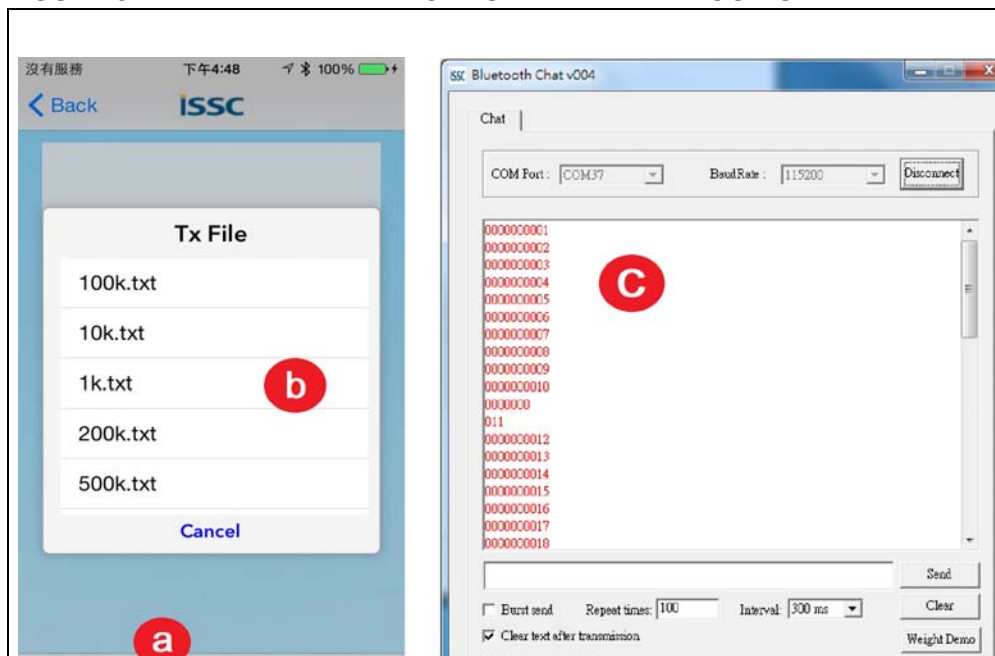 沒有服務 下午4:48 100%
Back ISSC
Tx File
100k.txt
10k.txt
1k.txt
b
200k.txt
500k.txt
Cancel
a
ISSC Bluetooth Chat v004
Chat
COM Port : COM37 BaudRate : 115200 Disconnect
0000000001
0000000002
0000000003
0000000004
0000000005
0000000006
0000000007
0000000008
0000000009
0000000010
0000000
011
0000000012
0000000013
0000000014
0000000015
0000000016
0000000017
0000000018
C
Send
Burst send Repeat times: 100 Interval: 300 ms Clear
Clear text after transmission Weight Demo